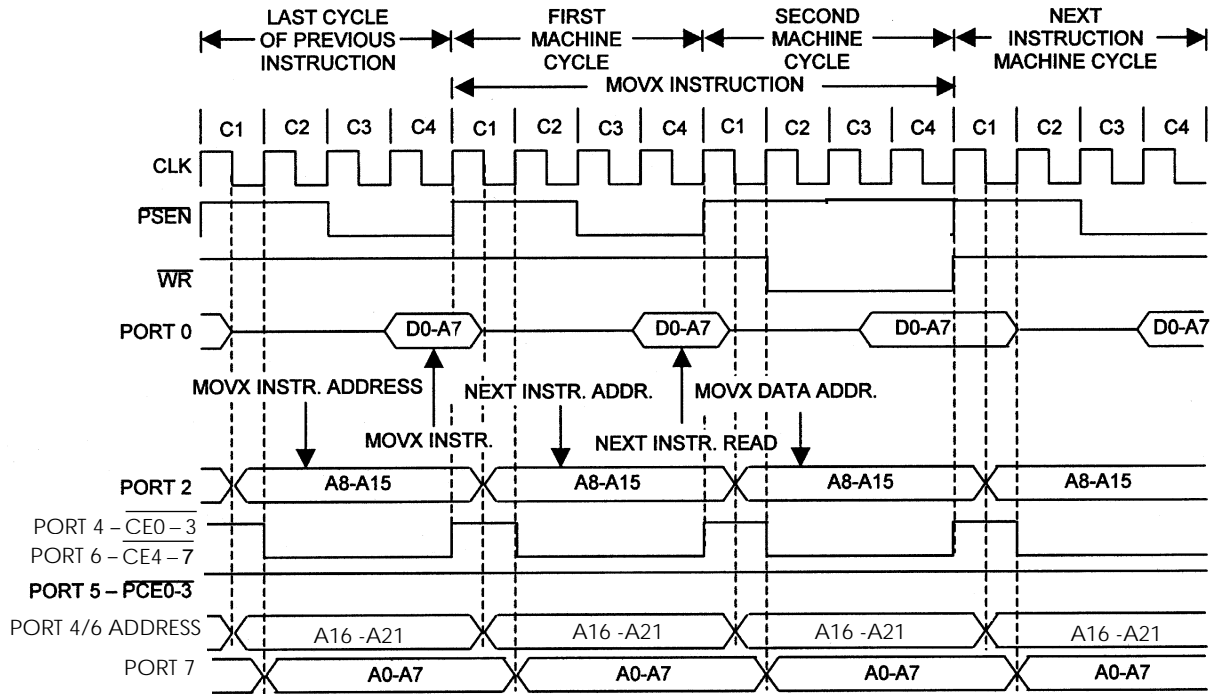 LAST CYCLE OF PREVIOUS INSTRUCTION
FIRST MACHINE CYCLE
SECOND MACHINE CYCLE
NEXT INSTRUCTION MACHINE CYCLE
MOVX INSTRUCTION
C1 C2 C3 C4 C1 C2 C3 C4 C1 C2 C3 C4 C1 C2 C3 C4
CLK
PSEN
WR
PORT 0 D0-A7 D0-A7 D0-A7 D0-A7
MOVX INSTR. ADDRESS NEXT INSTR. ADDR. MOVX DATA ADDR.
MOVX INSTR. NEXT INSTR. READ
PORT 2 A8-A15 A8-A15 A8-A15 A8-A15
PORT 4 – CE0 – 3
PORT 6 – CE4 – 7
PORT 5 – PCE0-3
PORT 4/6 ADDRESS A16 -A21 A16 -A21 A16 -A21 A16 -A21
PORT 7 A0-A7 A0-A7 A0-A7 A0-A7